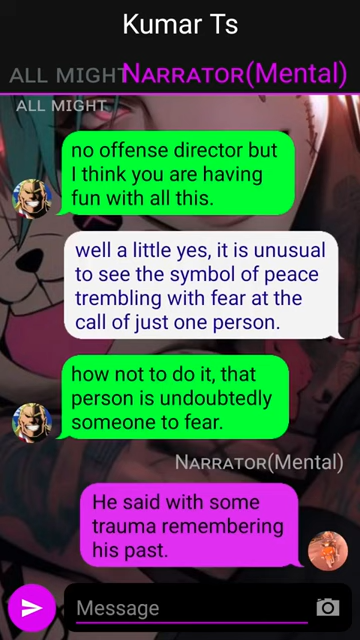 Kumar Ts
ALL MIGHT NARRATOR(Mental)
ALL MIGHT
no offense director but
I think you are having
fun with all this.
well a little yes, it is unusual
to see the symbol of peace
trembling with fear at the
call of just one person.
how not to do it, that
person is undoubtedly
someone to fear.
NARRATOR(Mental)
He said with some
trauma remembering
his past.
Message